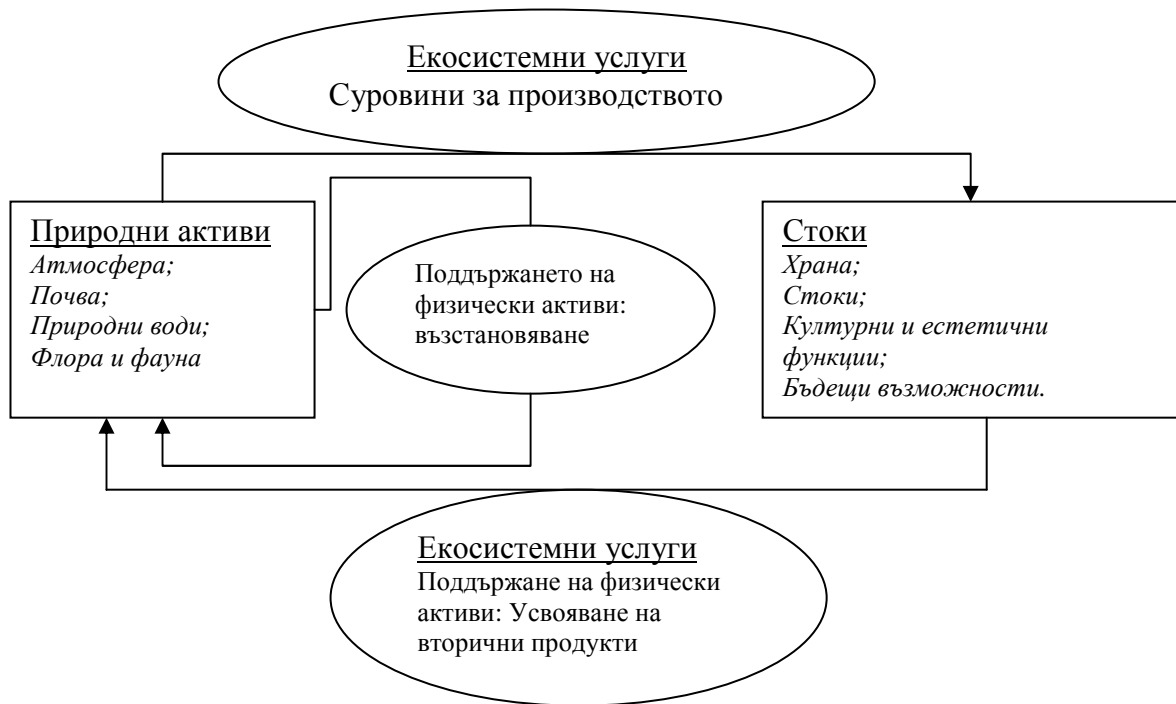 Екосистемни услуги
Суровини за производството
Природни активи
Атмосфера;
Почва;
Природни води;
Флора и фауна
Поддържането на
физически активи:
възстановяване
Стоки
Храна;
Стоки;
Културни и естетични
функции;
Бъдещи възможности.
Екосистемни услуги
Поддържане на физически
активи: Усвояване на
вторични продукти